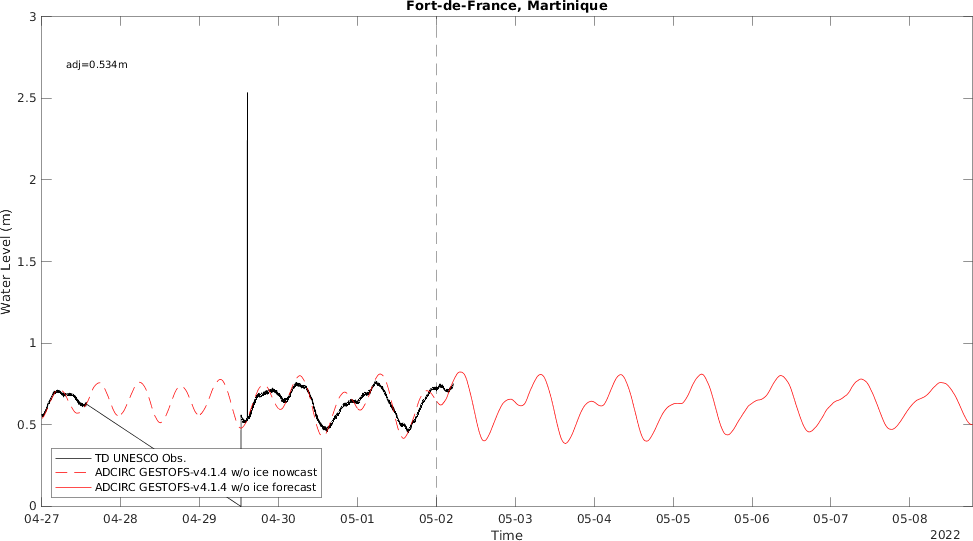 Fort-de-France, Martinique
3
adj=0.534m
2.5
2
1.5
1
0.5
0
Water Level (m)
TD UNESCO Obs.
ADCIRC GESTOFS-v4.1.4 w/o ice nowcast
ADCIRC GESTOFS-v4.1.4 w/o ice forecast
04-27 04-28 04-29 04-30 05-01 05-02 05-03 05-04 05-05 05-06 05-07 05-08
Time
2022